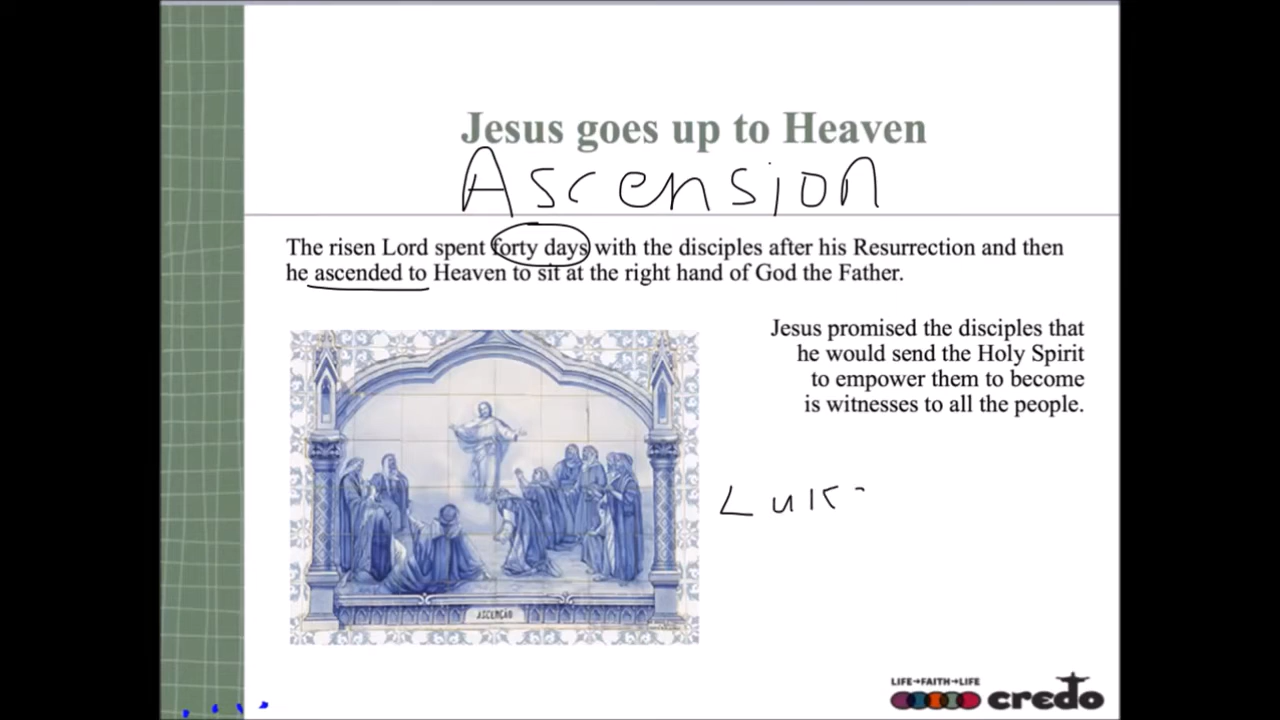 Jesus goes up to Heaven
Ascension
The risen Lord spent forty days with the disciples after his Resurrection and then
he ascended to Heaven to sit at the right hand of God the Father.
Jesus promised the disciples that
he would send the Holy Spirit
to empower them to become
is witnesses to all the people.
Luk
ASCENÇÃO
LIFE→FAITH→LIFE
credo